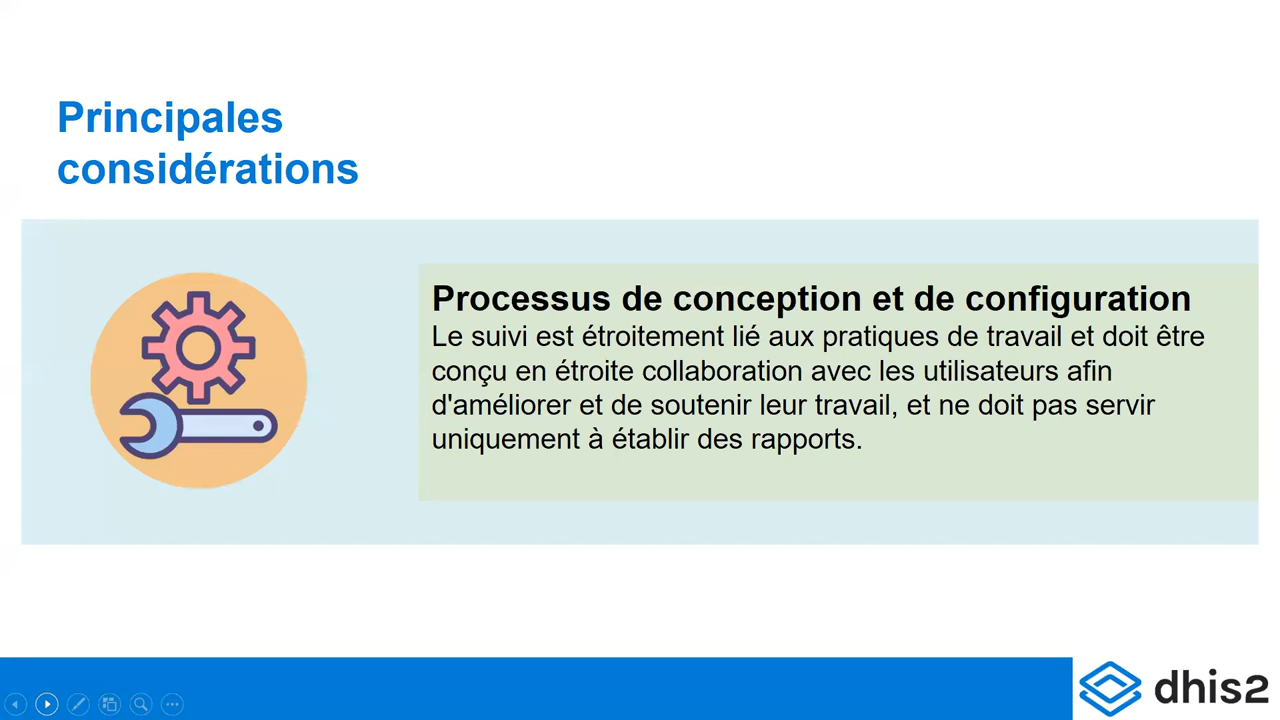 Principales
considérations
Processus de conception et de configuration
Le suivi est étroitement lié aux pratiques de travail et doit être
conçu en étroite collaboration avec les utilisateurs afin
d'améliorer et de soutenir leur travail, et ne doit pas servir
uniquement à établir des rapports.
dhis2